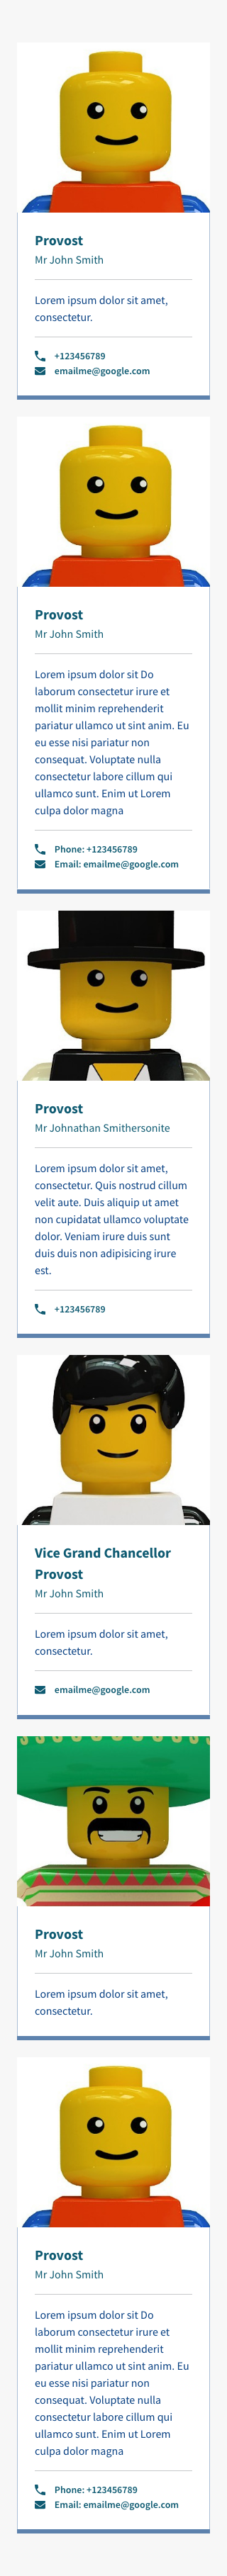 Provost
Mr John Smith
Lorem ipsum dolor sit amet,
consectetur.
+123456789
emailme@google.com
Provost
Mr John Smith
Lorem ipsum dolor sit Do
laborum consectetur irure et
mollit minim reprehenderit
pariatur ullamco ut sint anim. Eu
eu esse nisi pariatur non
consequat. Voluptate nulla
consectetur labore cillum qui
ullamco sunt. Enim ut Lorem
culpa dolor magna
Phone: +123456789
Email: emailme@google.com
Provost
Mr Johnathan Smithersonite
Lorem ipsum dolor sit amet,
consectetur. Quis nostrud cillum
velit aute. Duis aliquip ut amet
non cupidatat ullamco voluptate
dolor. Veniam irure duis sunt
duis duis non adipisicing irure
est.
+123456789
Vice Grand Chancellor
Provost
Mr John Smith
Lorem ipsum dolor sit amet,
consectetur.
emailme@google.com
Provost
Mr John Smith
Lorem ipsum dolor sit amet,
consectetur.
Provost
Mr John Smith
Lorem ipsum dolor sit Do
laborum consectetur irure et
mollit minim reprehenderit
pariatur ullamco ut sint anim. Eu
eu esse nisi pariatur non
consequat. Voluptate nulla
consectetur labore cillum qui
ullamco sunt. Enim ut Lorem
culpa dolor magna
Phone: +123456789
Email: emailme@google.com